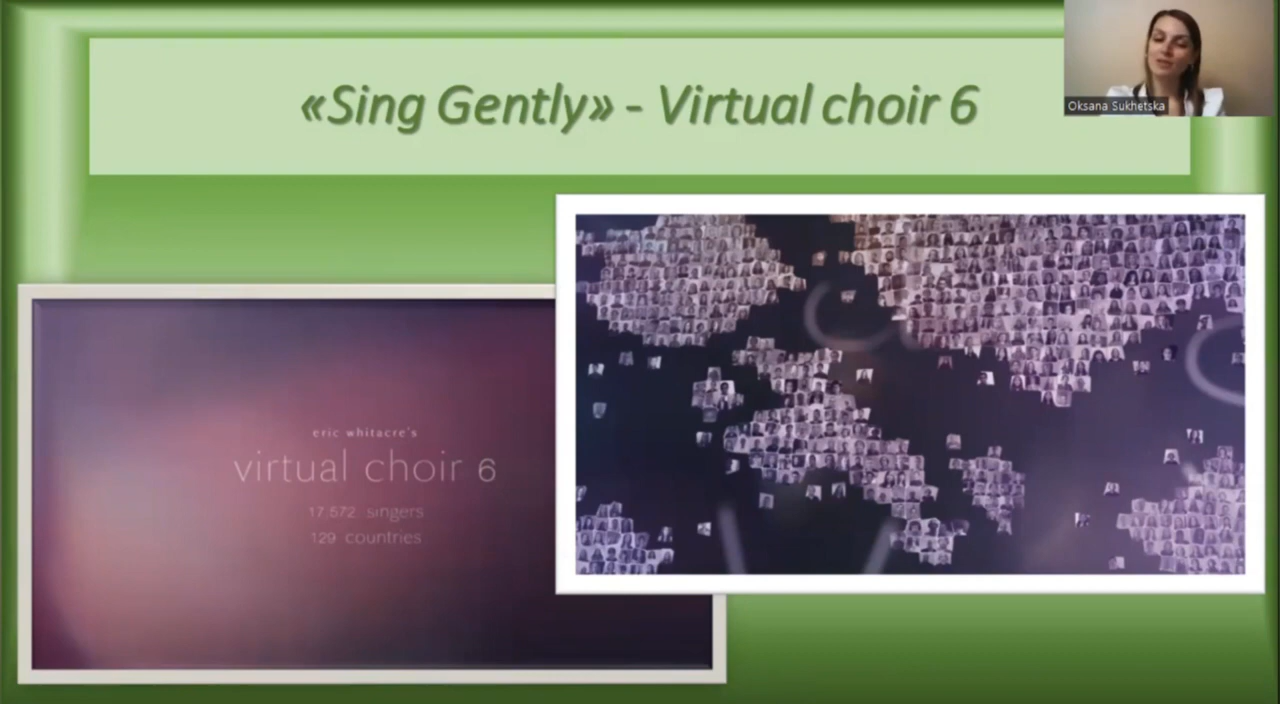 «Sing Gently» - Virtual choir 6
Oksana Sukhetska
eric whitacre's
virtual choir 6
17.572 singers
129 countries